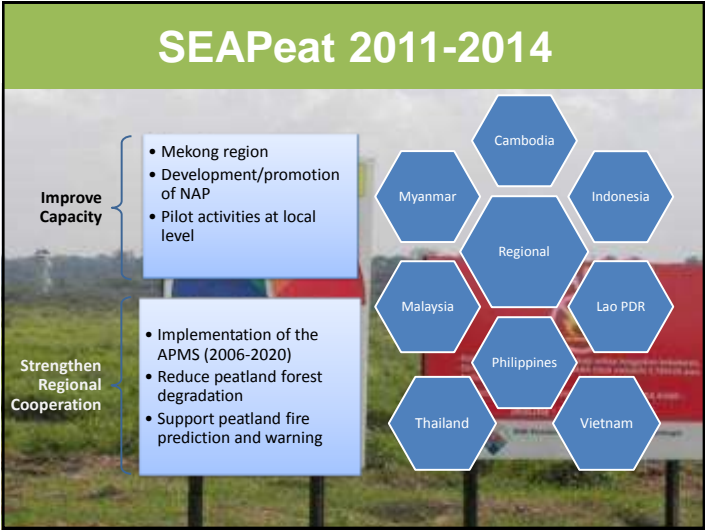 SEAPeat 2011-2014
Improve
Capacity
• Mekong region
• Development/promotion
of NAP
• Pilot activities at local
level
Strengthen
Regional
Cooperation
• Implementation of the
APMS (2006-2020)
• Reduce peatland forest
degradation
• Support peatland fire
prediction and warning
Cambodia
Myanmar
Indonesia
Regional
Malaysia
Lao PDR
Philippines
Thailand
Vietnam